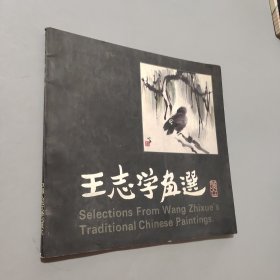 王志学画選
Selections From Wang Zhixue's
Traditional Chinese Paintings